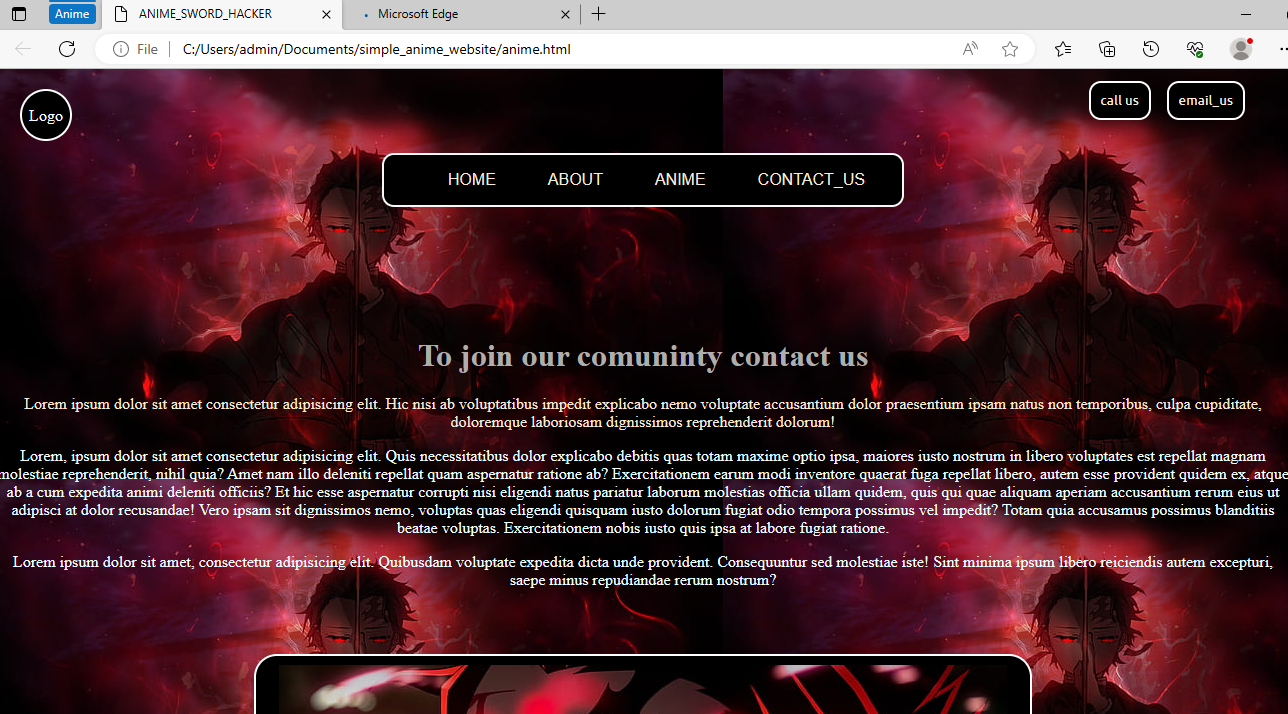 Anime
ANIME_SWORD_HACKER
Microsoft Edge
File
C:/Users/admin/Documents/simple_anime_website/anime.html
Logo
call us
email_us
HOME ABOUT ANIME CONTACT_US
To join our comuninty contact us
Lorem ipsum dolor sit amet consectetur adipisicing elit. Hic nisi ab voluptatibus impedit explicabo nemo voluptate accusantium dolor praesentium ipsam natus non temporibus, culpa cupiditate,
doloremque laboriosam dignissimos reprehenderit dolorum!
Lorem, ipsum dolor sit amet consectetur adipisicing elit. Quis necessitatibus dolor explicabo debitis quas totam maxime optio ipsa, maiores iusto nostrum in libero voluptates est repellat magnam
molestiae reprehenderit, nihil quia? Amet nam illo deleniti repellat quam aspernatur ratione ab? Exercitationem earum modi inventore quaerat fuga repellat libero, autem esse provident quidem ex, atque
ab a cum expedita animi deleniti officiis? Et hic esse aspernatur corrupti nisi eligendi natus pariatur laborum molestias officia ullam quidem, quis qui quae aliquam aperiam accusantium rerum eius ut
adipisci at dolor recusandae! Vero ipsam sit dignissimos nemo, voluptas quas eligendi quisquam iusto dolorum fugiat odio tempora possimus vel impedit? Totam quia accusamus possimus blanditiis
beatae voluptas. Exercitationem nobis iusto quis ipsa at labore fugiat ratione.
Lorem ipsum dolor sit amet, consectetur adipisicing elit. Quibusdam voluptate expedita dicta unde provident. Consequuntur sed molestiae iste! Sint minima ipsum libero reiciendis autem excepturi,
saepe minus repudiandae rerum nostrum?